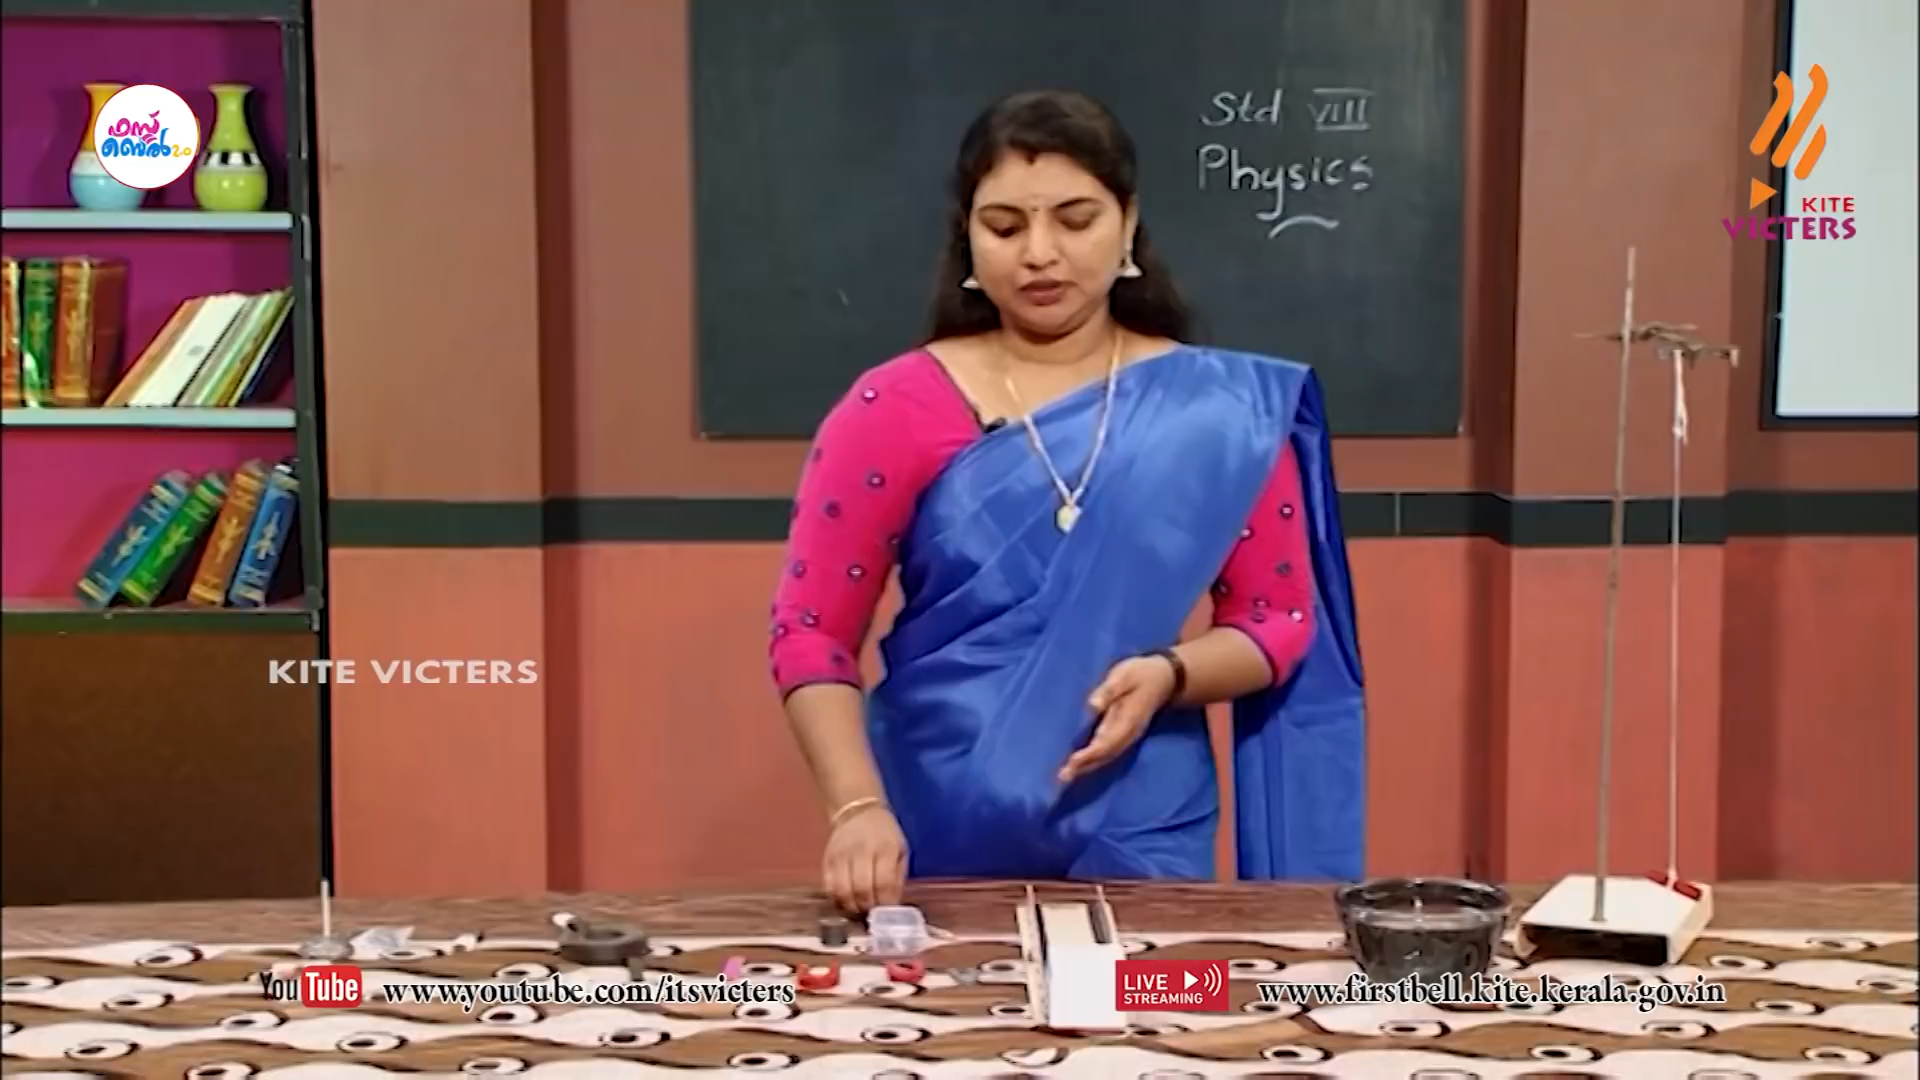 ഫസ്റ്റ്
ബെൽ 2.0
Std VIII
Physics
KITE
VICTERS
KITE VICTERS
YouTube www.youtube.com/itsvicters
LIVE
STREAMING
www.firstbell.kite.kerala.gov.in